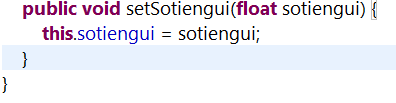 public void setSotiengui(float sotiengui) {
this.sotiengui = sotiengui;
}
}